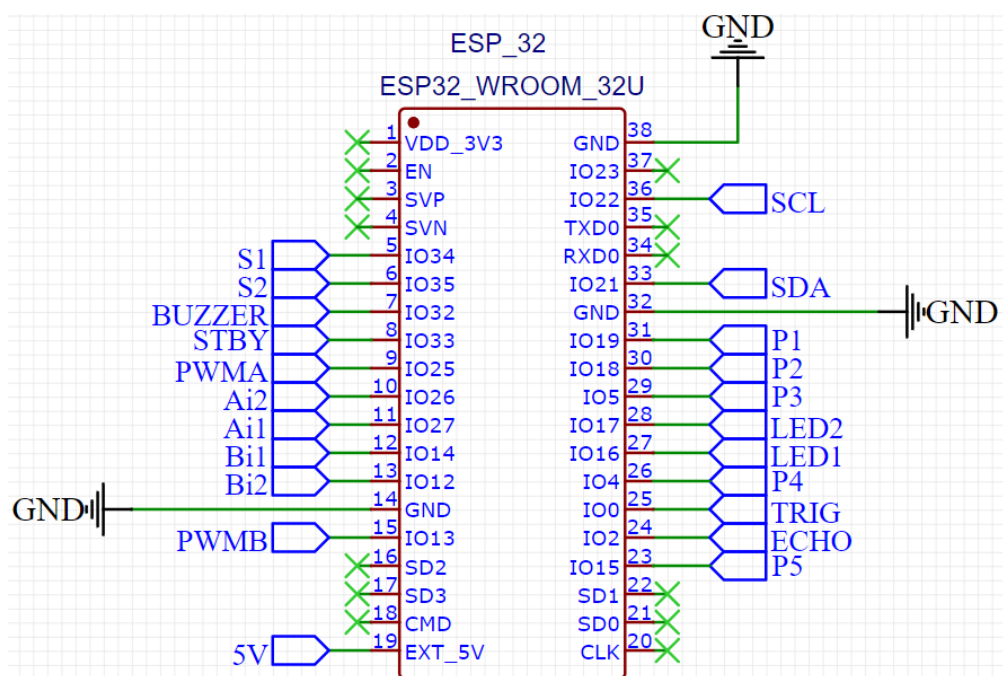 GND
ESP_32
ESP32_WROOM_32U
1 VDD_3V3 GND 38
2 EN IO23 37
3 SVP IO22 36 SCL
4 SVN TXD0 35
RXD0 34
S1 5 IO34
S2 6 IO35 IO21 33 SDA
BUZZER 7 IO32 GND 32 GND
STBY 8 IO33 IO19 31 P1
PWMA 9 IO25 IO18 30 P2
Ai2 10 IO26 IO5 29 P3
Ai1 11 IO27 IO17 28 LED2
Bi1 12 IO14 IO16 27 LED1
Bi2 13 IO12 IO4 26 P4
GND 14 GND IO0 25 TRIG
PWMB 15 IO13 IO2 24 ECHO
16 SD2 IO15 23 P5
17 SD3 SD1 22
18 CMD SD0 21
5V 19 EXT_5V CLK 20